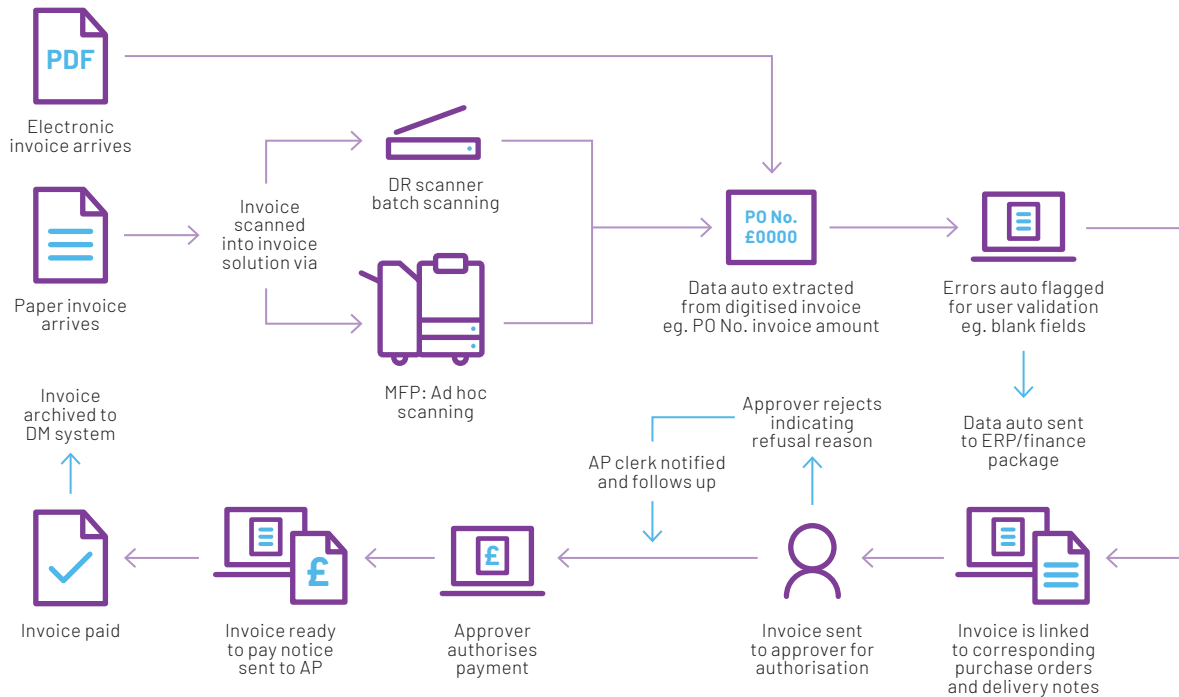 PDF
Electronic
invoice arrives
Paper invoice
arrives
Invoice
scanned
into invoice
solution via
DR scanner
batch scanning
MFP: Ad hoc
scanning
PO No.
£0000
Data auto extracted
from digitised invoice
eg. PO No. invoice amount
Errors auto flagged
for user validation
eg. blank fields
Data auto sent
to ERP/finance
package
Invoice is linked
to corresponding
purchase orders
and delivery notes
Invoice sent
to approver for
authorisation
Approver rejects
indicating
refusal reason
AP clerk notified
and follows up
£
Approver
authorises
payment
£
Invoice ready
to pay notice
sent to AP
Invoice paid
Invoice
archived to
DM system